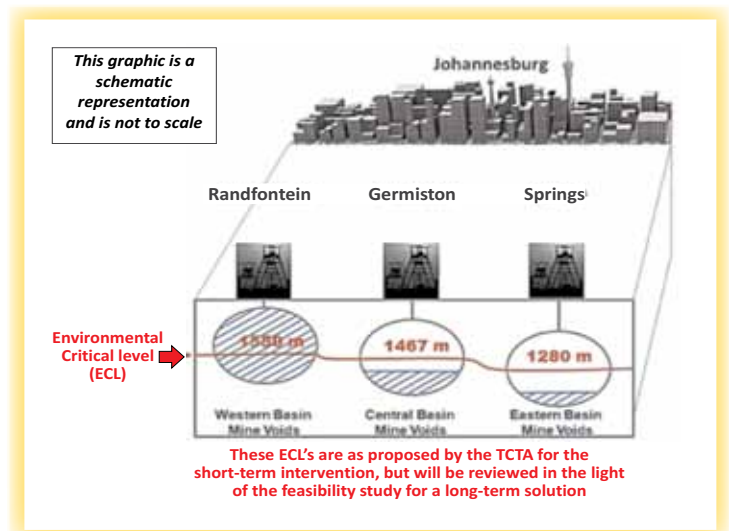 This graphic is a
schematic
representation
and is not to scale
Johannesburg
Randfontein
Germiston
Springs
Environmental
Critical level
(ECL)
1467 m
1280 m
Western Basin
Mine Voids
Central Basin
Mine Voids
Eastern Basin
Mine Voids
These ECL's are as proposed by the TCTA for the
short-term intervention, but will be reviewed in the light
of the feasibility study for a long-term solution